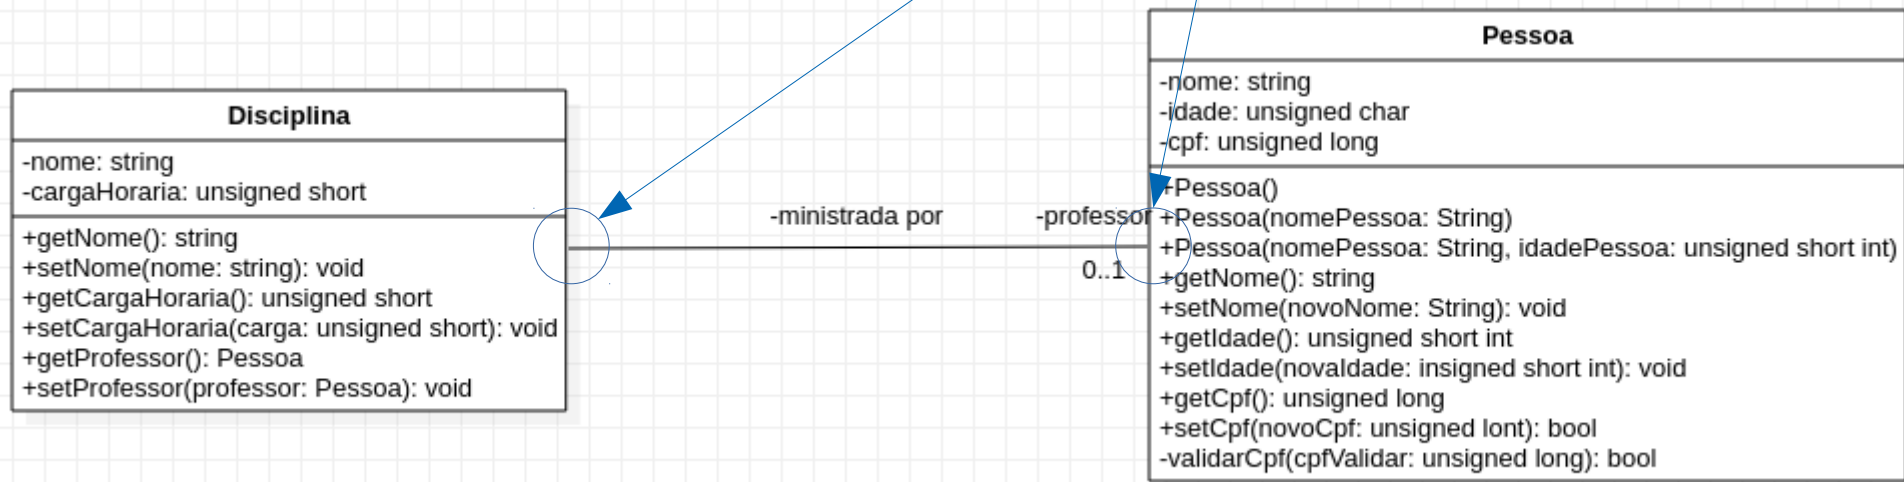 Disciplina
-nome: string
-cargaHoraria: unsigned short
+getNome(): string
+setNome(nome: string): void
+getCargaHoraria(): unsigned short
+setCargaHoraria(carga: unsigned short): void
+getProfessor(): Pessoa
+setProfessor(professor: Pessoa): void
-ministrada por
-professor
0..1
Pessoa
-nome: string
-idade: unsigned char
-cpf: unsigned long
+Pessoa()
+Pessoa(nomePessoa: String)
+Pessoa(nomePessoa: String, idadePessoa: unsigned short int)
+getNome(): string
+setNome(novoNome: String): void
+getIdade(): unsigned short int
+setIdade(novaIdade: insigned short int): void
+getCpf(): unsigned long
+setCpf(novoCpf: unsigned lont): bool
-validarCpf(cpfValidar: unsigned long): bool